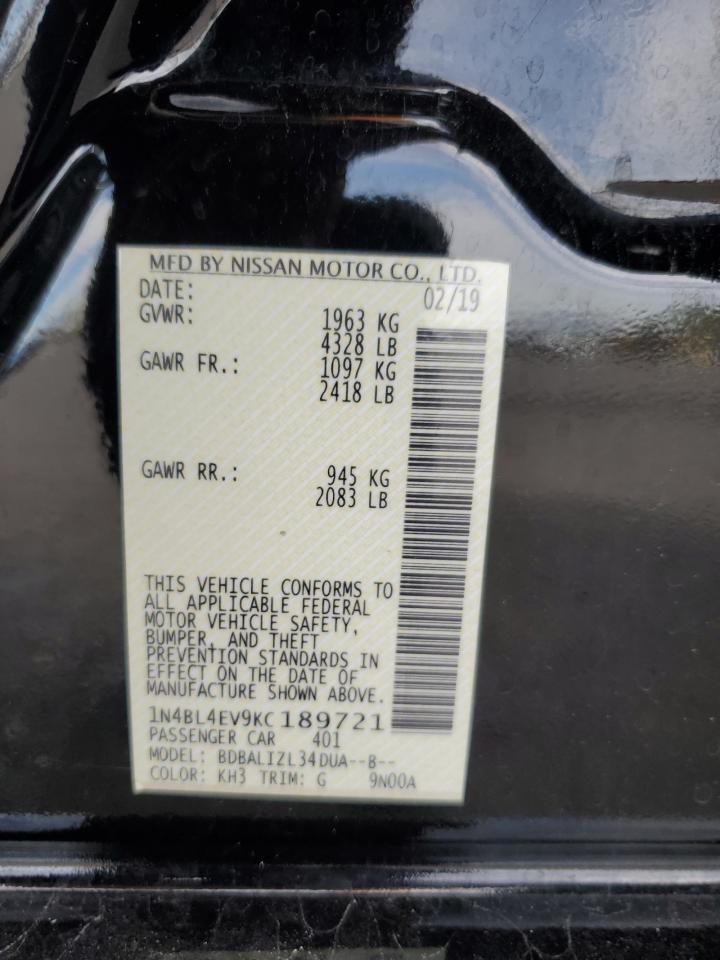 MFD BY NISSAN MOTOR CO., LTD.
DATE: 02/19
GVWR: 1963 KG
4328 LB
GAWR FR.: 1097 KG
2418 LB
GAWR RR.: 945 KG
2083 LB
THIS VEHICLE CONFORMS TO
ALL APPLICABLE FEDERAL
MOTOR VEHICLE SAFETY,
BUMPER, AND THEFT
PREVENTION STANDARDS IN
EFFECT ON THE DATE OF
MANUFACTURE SHOWN ABOVE.
1N4BL4EV9KC189721
PASSENGER CAR 401
MODEL: BDBALIZL34DUA--B--
COLOR: KH3 TRIM: G 9N00A